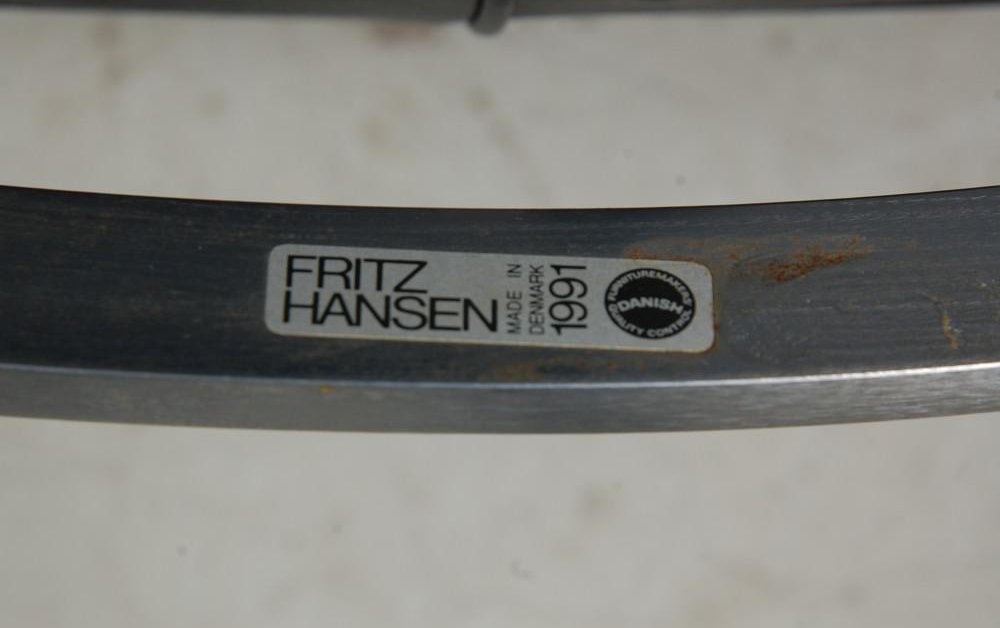 FRITZ
HANSEN
MADE IN
DENMARK
1991
FURNITUREMAKERS
DANISH
QUALITY CONTROL